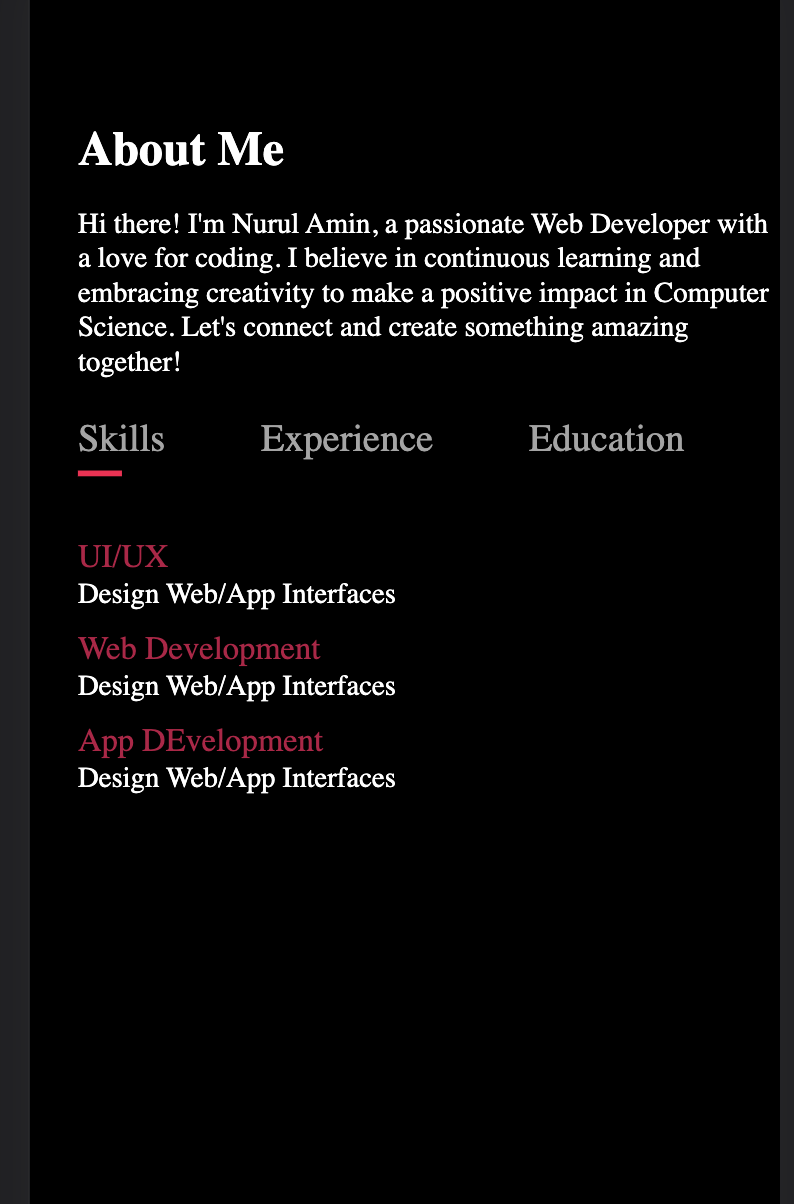 About Me
Hi there! I'm Nurul Amin, a passionate Web Developer with
a love for coding. I believe in continuous learning and
embracing creativity to make a positive impact in Computer
Science. Let's connect and create something amazing
together!
Skills Experience Education
UI/UX
Design Web/App Interfaces
Web Development
Design Web/App Interfaces
App DEvelopment
Design Web/App Interfaces